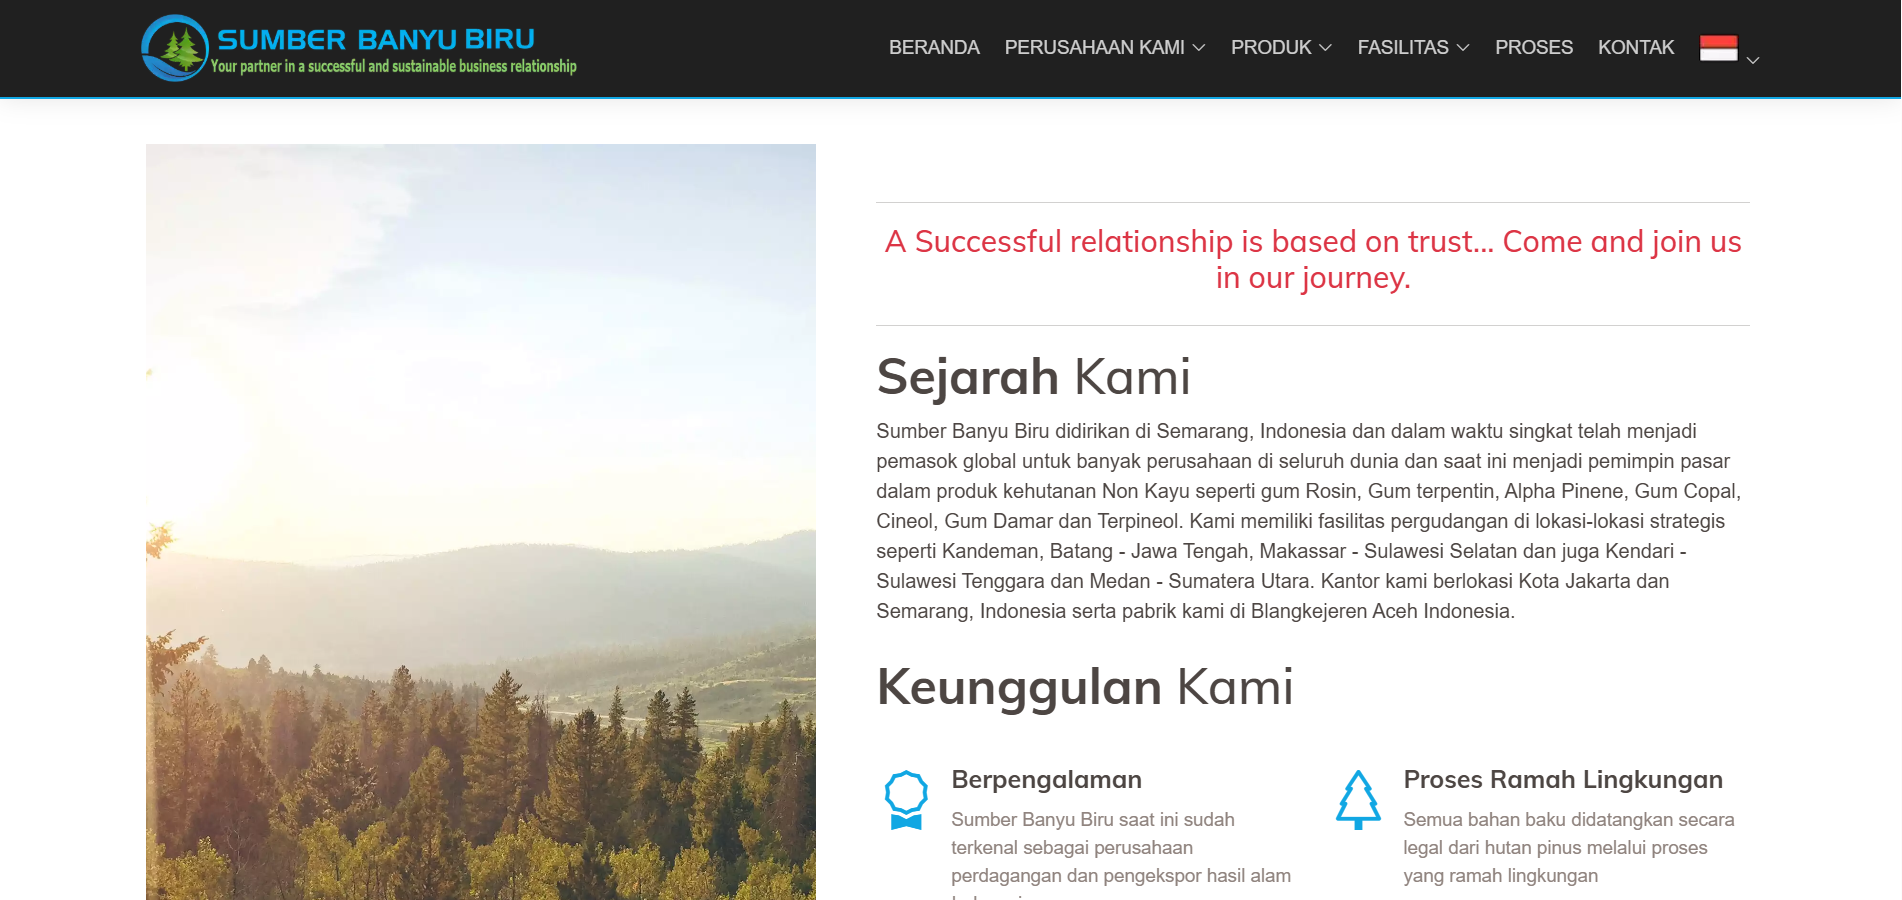 SUMBER BANYU BIRU
Your partner in a successful and sustainable business relationship
BERANDA PERUSAHAAN KAMI PRODUK FASILITAS PROSES KONTAK
A Successful relationship is based on trust... Come and join us
in our journey.
Sejarah Kami
Sumber Banyu Biru didirikan di Semarang, Indonesia dan dalam waktu singkat telah menjadi
pemasok global untuk banyak perusahaan di seluruh dunia dan saat ini menjadi pemimpin pasar
dalam produk kehutanan Non Kayu seperti gum Rosin, Gum terpentin, Alpha Pinene, Gum Copal,
Cineol, Gum Damar dan Terpineol. Kami memiliki fasilitas pergudangan di lokasi-lokasi strategis
seperti Kandeman, Batang - Jawa Tengah, Makassar - Sulawesi Selatan dan juga Kendari -
Sulawesi Tenggara dan Medan - Sumatera Utara. Kantor kami berlokasi Kota Jakarta dan
Semarang, Indonesia serta pabrik kami di Blangkejeren Aceh Indonesia.
Keunggulan Kami
Berpengalaman
Sumber Banyu Biru saat ini sudah
terkenal sebagai perusahaan
perdagangan dan pengekspor hasil alam
Proses Ramah Lingkungan
Semua bahan baku didatangkan secara
legal dari hutan pinus melalui proses
yang ramah lingkungan